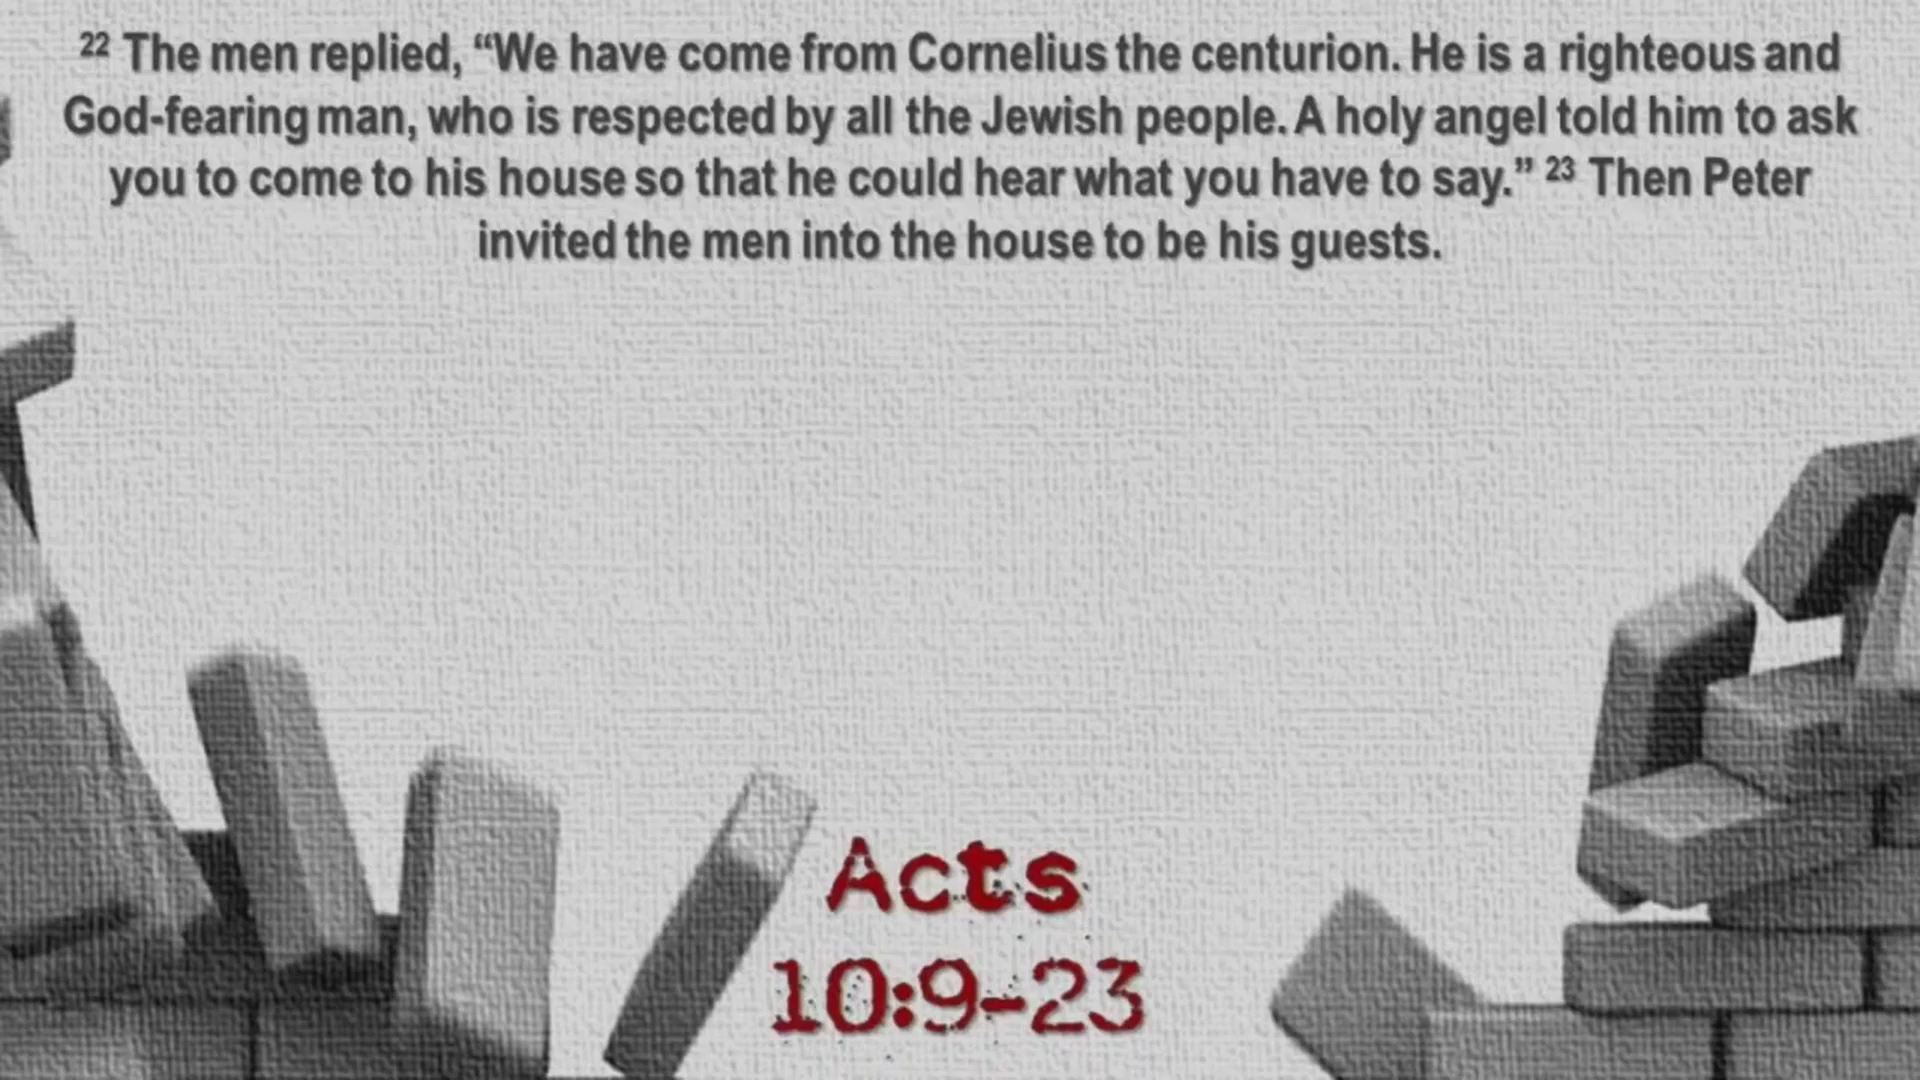 22 The men replied, “We have come from Cornelius the centurion. He is a righteous and
God-fearing man, who is respected by all the Jewish people. A holy angel told him to ask
you to come to his house so that he could hear what you have to say.” 23 Then Peter
invited the men into the house to be his guests.
Acts
10:9-23